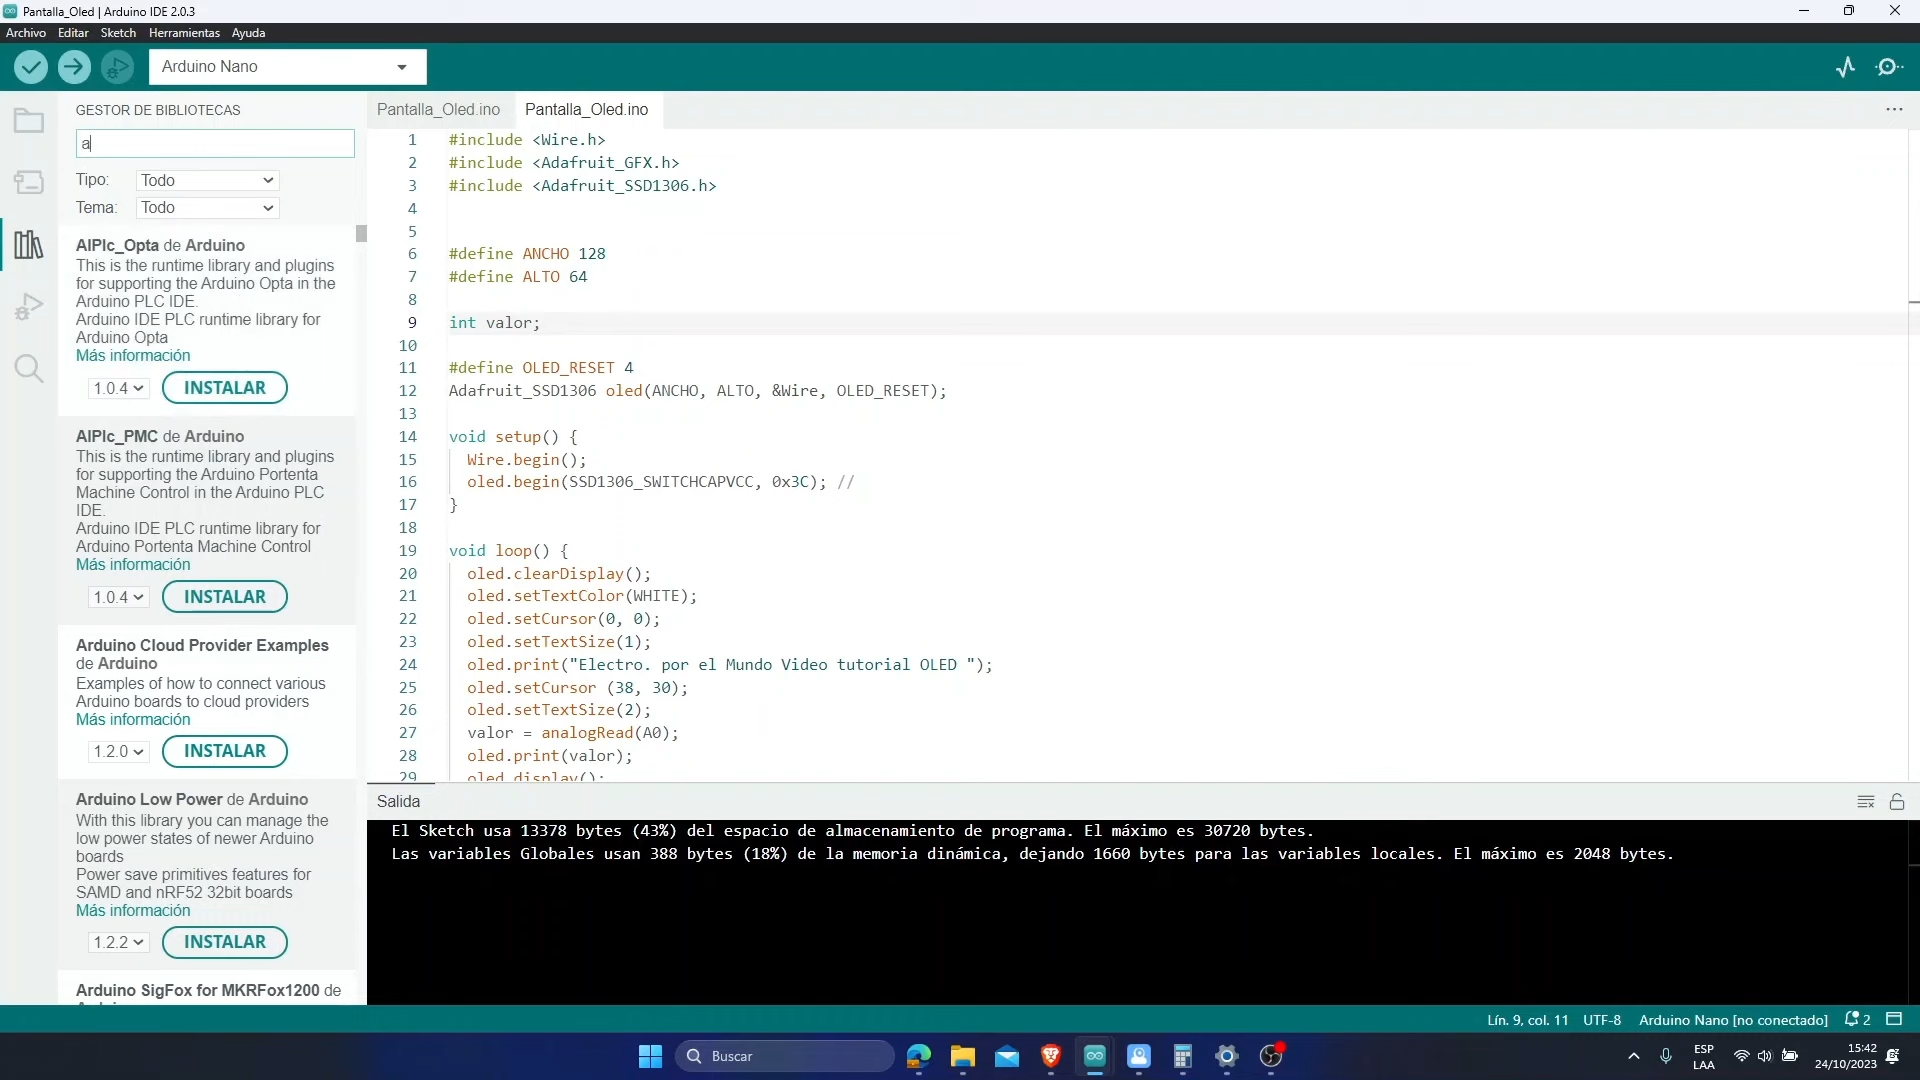 Pantalla_Oled | Arduino IDE 2.0.3
Archivo Editar Sketch Herramientas Ayuda
Arduino Nano
GESTOR DE BIBLIOTECAS
a
Tipo: Todo
Tema: Todo
AIPlc_Opta de Arduino
This is the runtime library and plugins
for supporting the Arduino Opta in the
Arduino PLC IDE.
Arduino IDE PLC runtime library for
Arduino Opta
Más información
1.0.4 INSTALAR
AIPlc_PMC de Arduino
This is the runtime library and plugins
for supporting the Arduino Portenta
Machine Control in the Arduino PLC
IDE.
Arduino IDE PLC runtime library for
Arduino Portenta Machine Control
Más información
1.0.4 INSTALAR
Arduino Cloud Provider Examples
de Arduino
Examples of how to connect various
Arduino boards to cloud providers
Más información
1.2.0 INSTALAR
Arduino Low Power de Arduino
With this library you can manage the
low power states of newer Arduino
boards
Power save primitives features for
SAMD and nRF52 32bit boards
Más información
1.2.2 INSTALAR
Arduino SigFox for MKRFox1200 de
Pantalla_Oled.ino Pantalla_Oled.ino
1 #include <Wire.h>
2 #include <Adafruit_GFX.h>
3 #include <Adafruit_SSD1306.h>
4
5
6 #define ANCHO 128
7 #define ALTO 64
8
9 int valor;
10
11 #define OLED_RESET 4
12 Adafruit_SSD1306 oled(ANCHO, ALTO, &Wire, OLED_RESET);
13
14 void setup() {
15 Wire.begin();
16 oled.begin(SSD1306_SWITCHCAPVCC, 0x3C); //
17 }
18
19 void loop() {
20 oled.clearDisplay();
21 oled.setTextColor(WHITE);
22 oled.setCursor(0, 0);
23 oled.setTextSize(1);
24 oled.print("Electro. por el Mundo Video tutorial OLED ");
25 oled.setCursor (38, 30);
26 oled.setTextSize(2);
27 valor = analogRead(A0);
28 oled.print(valor);
29 oled.display();
Salida
El Sketch usa 13378 bytes (43%) del espacio de almacenamiento de programa. El máximo es 30720 bytes.
Las variables Globales usan 388 bytes (18%) de la memoria dinámica, dejando 1660 bytes para las variables locales. El máximo es 2048 bytes.
Lín. 9, col. 11 UTF-8 Arduino Nano [no conectado] 2
Buscar
ESP
LAA
15:42
24/10/2023